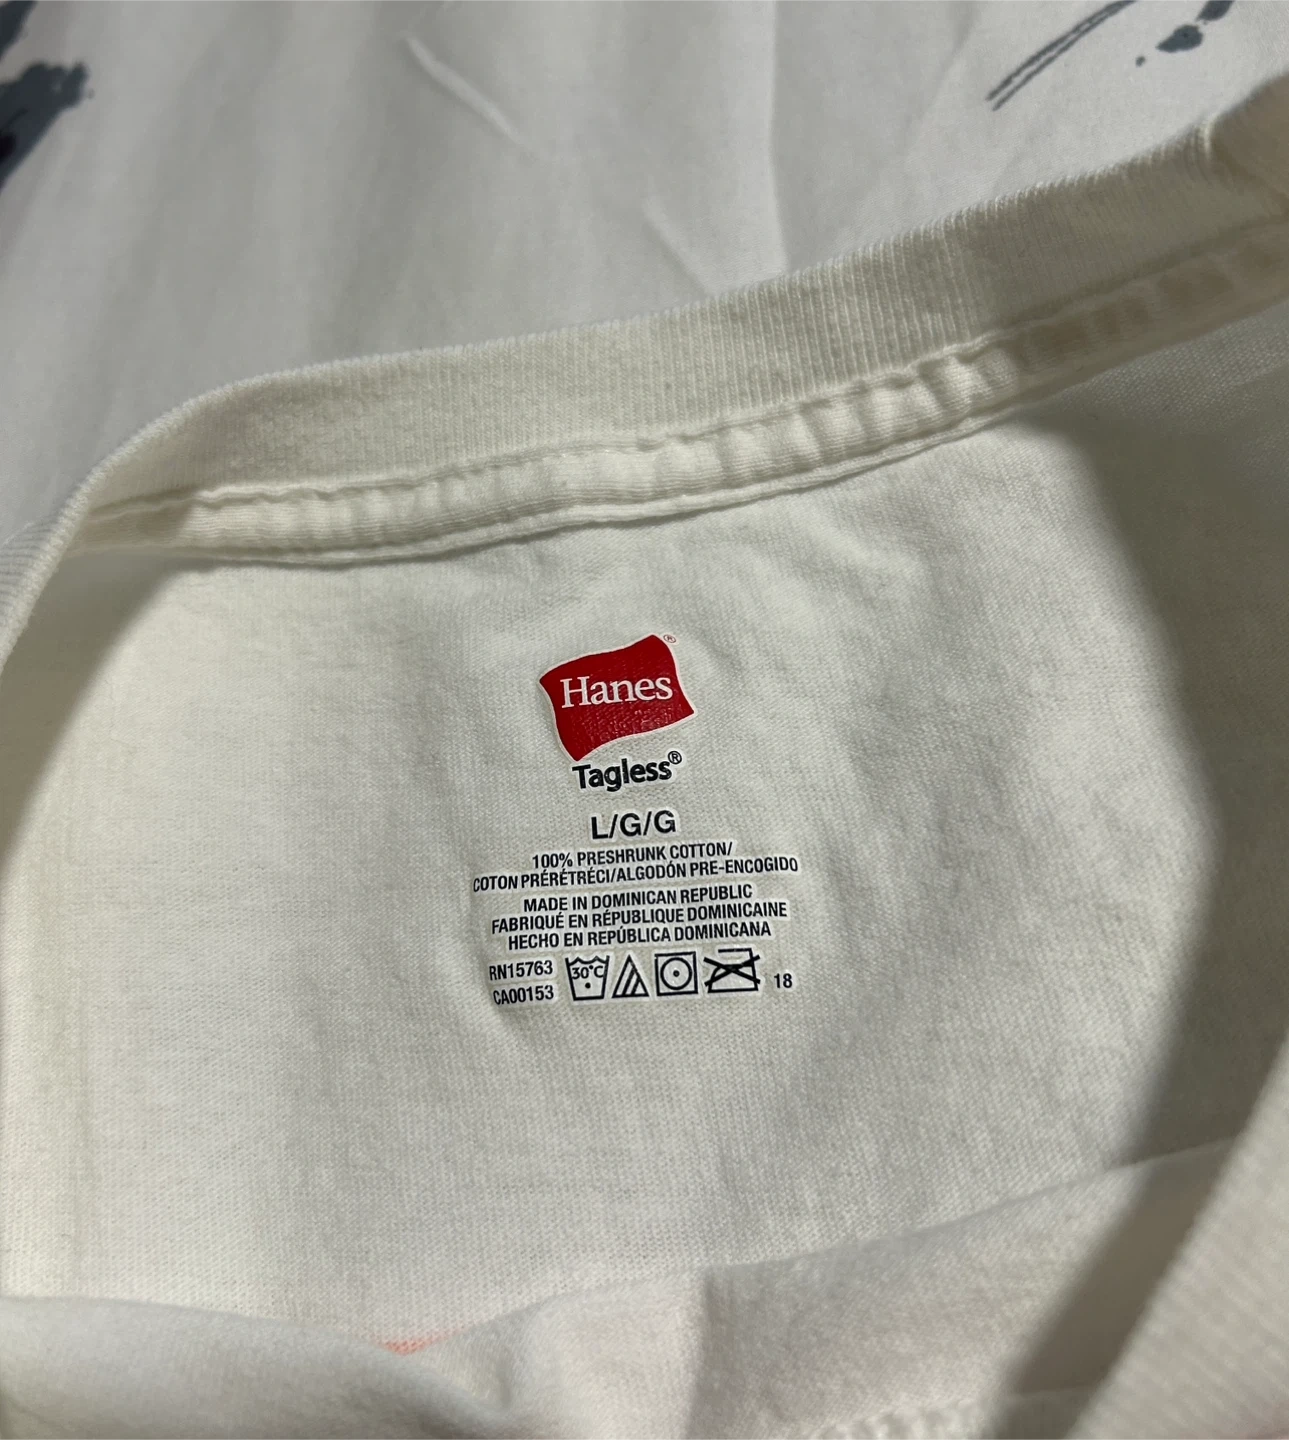 Hanes®
Tagless®
L/G/G
100% PRESHRUNK COTTON/
COTON PRÉRÉTRÉCI/ALGODÓN PRE-ENCOGIDO
MADE IN DOMINICAN REPUBLIC
FABRIQUÉ EN RÉPUBLIQUE DOMINICAINE
HECHO EN REPÚBLICA DOMINICANA
RN15763 30°C
CA00153 18